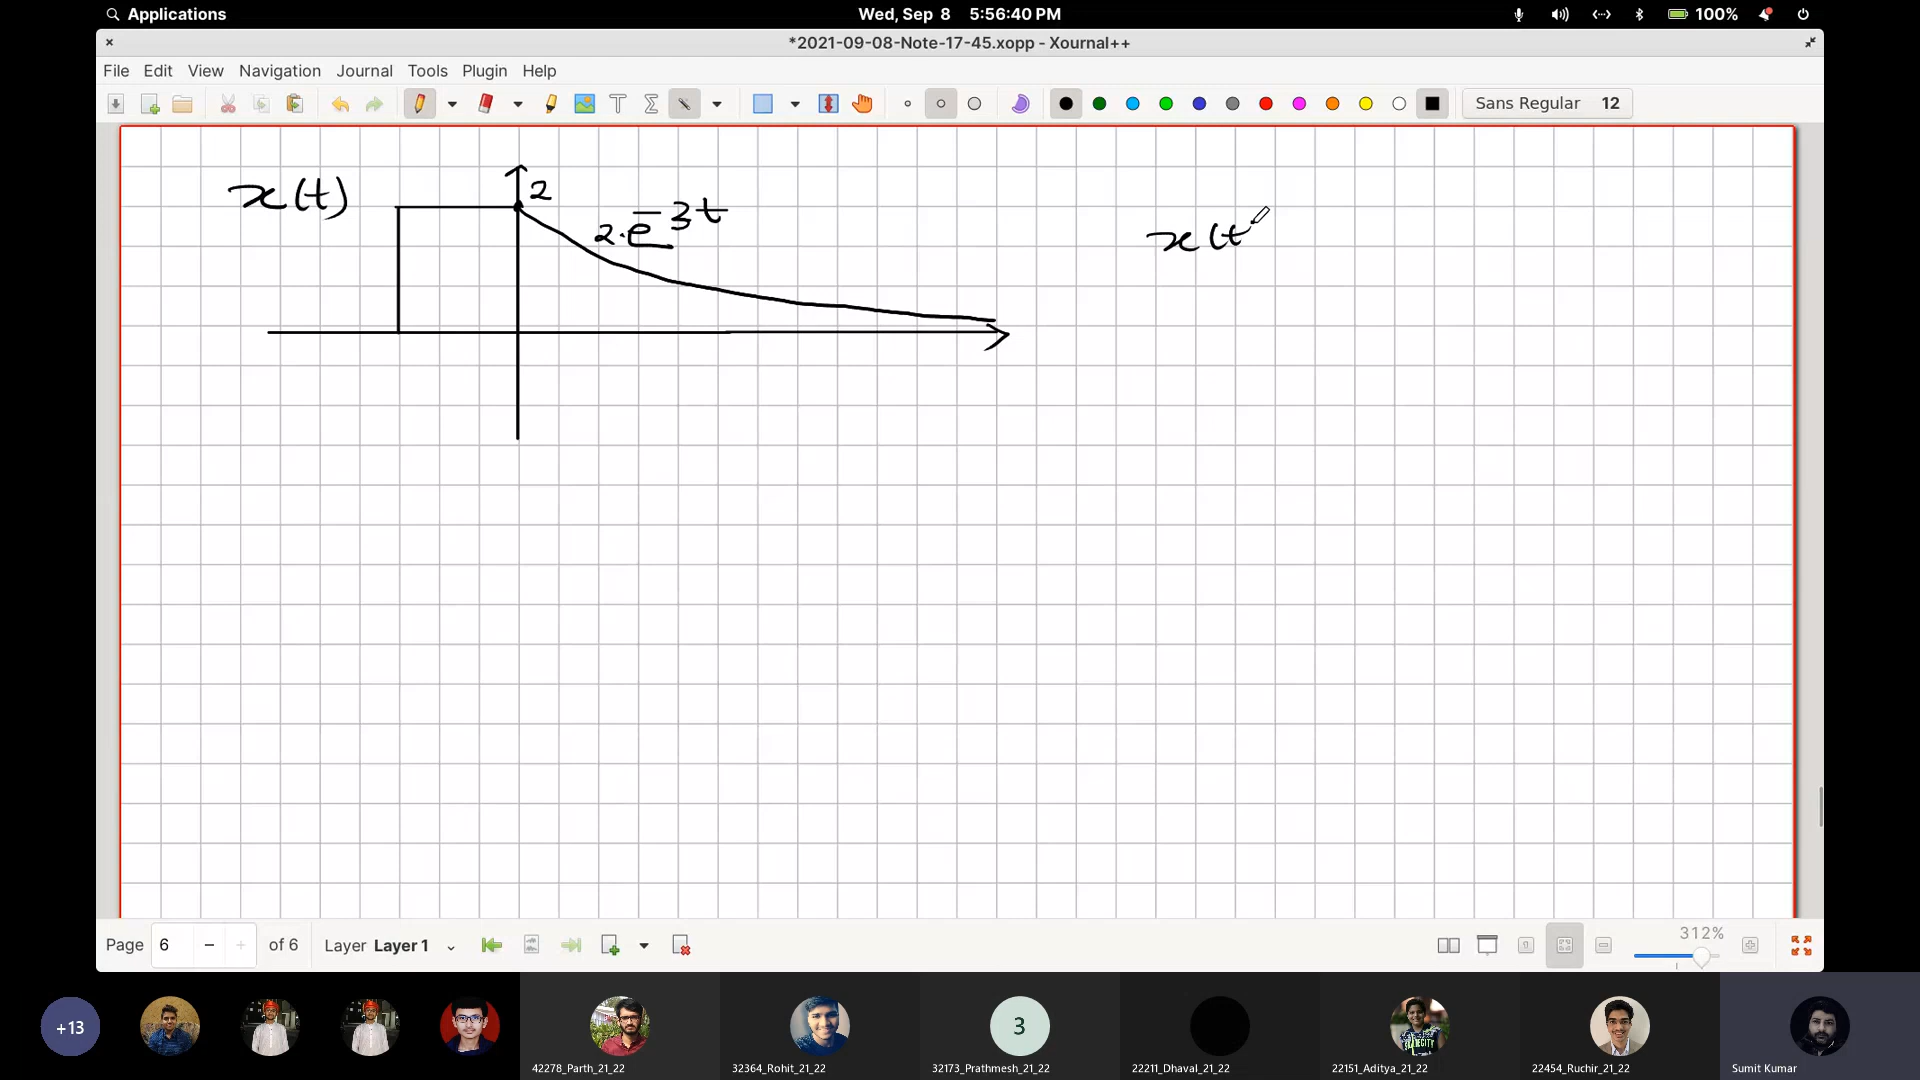 Applications
Wed, Sep 8 5:56:40 PM
100%
*2021-09-08-Note-17-45.xopp - Xournal++
File Edit View Navigation Journal Tools Plugin Help
Sans Regular 12
x(t)
2
2·e^-3t
x(t
Page 6 of 6 Layer Layer 1
312%
+13
3
42278_Parth_21_22
32364_Rohit_21_22
32173_Prathmesh_21_22
22211_Dhaval_21_22
22151_Aditya_21_22
22454_Ruchir_21_22
Sumit Kumar